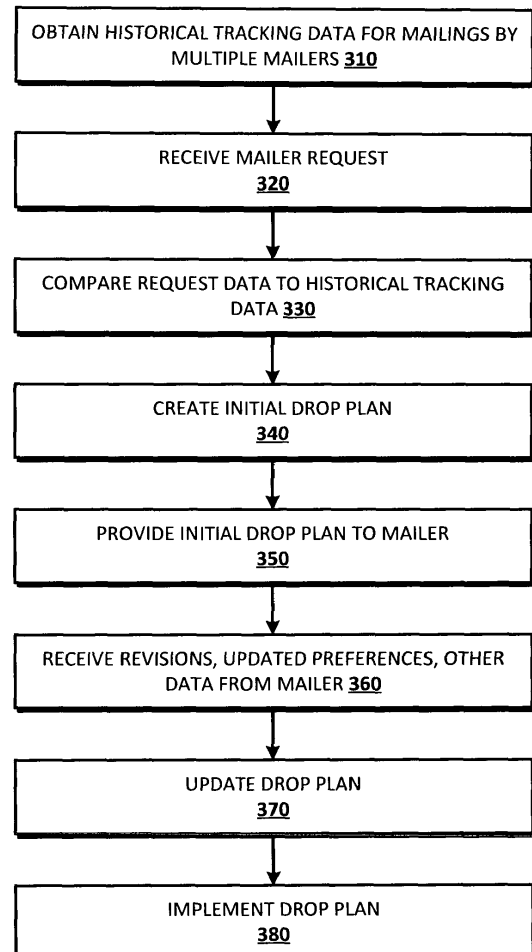 OBTAIN HISTORICAL TRACKING DATA FOR MAILINGS BY
MULTIPLE MAILERS 310
RECEIVE MAILER REQUEST
320
COMPARE REQUEST DATA TO HISTORICAL TRACKING
DATA 330
CREATE INITIAL DROP PLAN
340
PROVIDE INITIAL DROP PLAN TO MAILER
350
RECEIVE REVISIONS, UPDATED PREFERENCES, OTHER
DATA FROM MAILER 360
UPDATE DROP PLAN
370
IMPLEMENT DROP PLAN
380